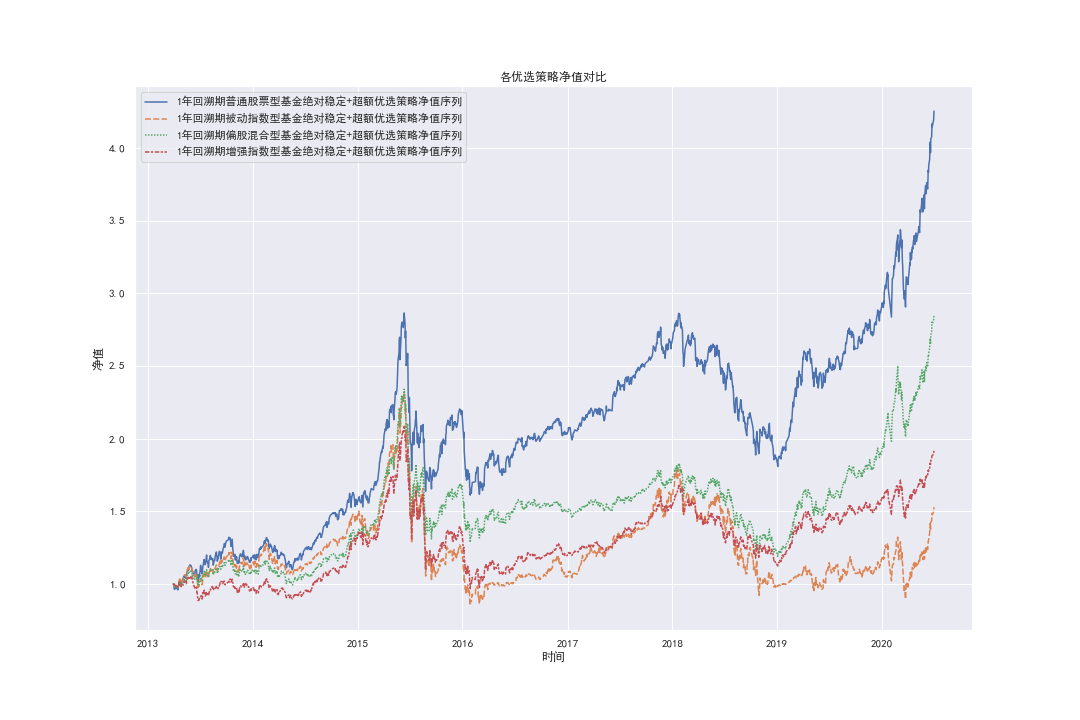 各优选策略净值对比
1年回溯期普通股票型基金绝对稳定+超额优选策略净值序列
1年回溯期被动指数型基金绝对稳定+超额优选策略净值序列
1年回溯期偏股混合型基金绝对稳定+超额优选策略净值序列
1年回溯期增强指数型基金绝对稳定+超额优选策略净值序列
4.0
3.5
3.0
净值
2.5
2.0
1.5
1.0
2013 2014 2015 2016 2017 2018 2019 2020
时间